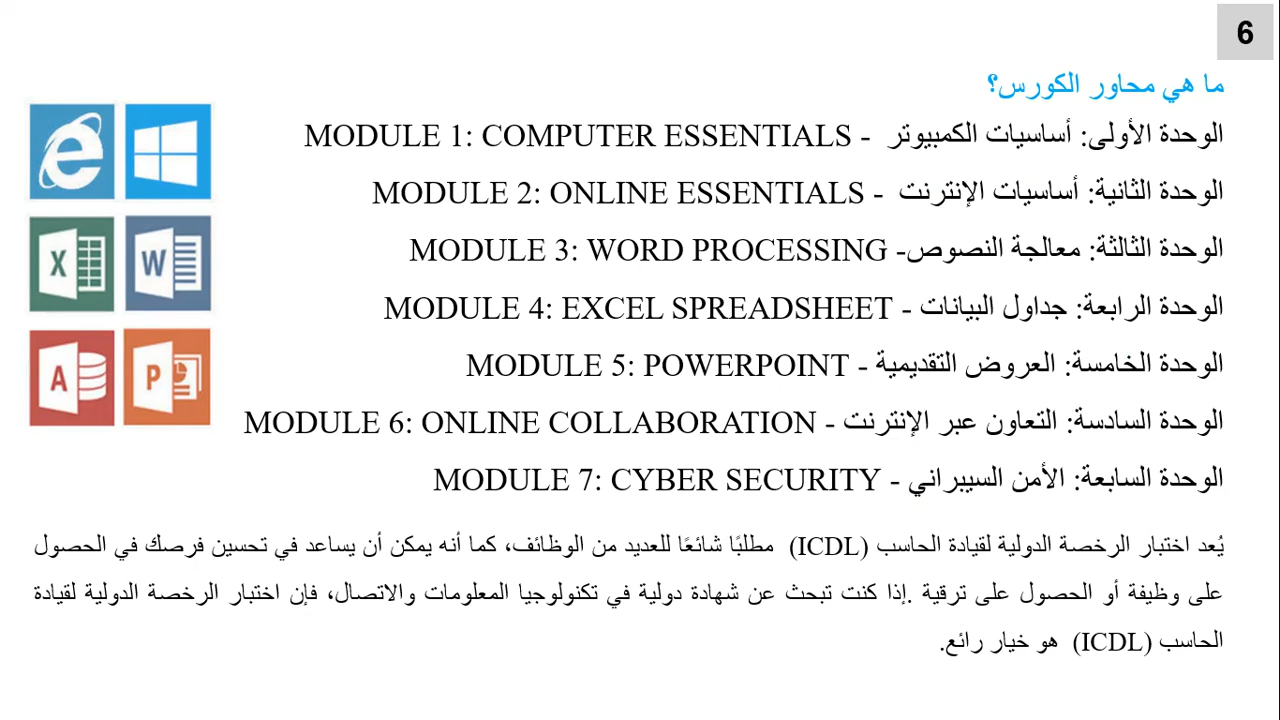 6
ما هي محاور الكورس؟
الوحدة الأولى: أساسيات الكمبيوتر - MODULE 1: COMPUTER ESSENTIALS
الوحدة الثانية: أساسيات الإنترنت - MODULE 2: ONLINE ESSENTIALS
الوحدة الثالثة: معالجة النصوص- MODULE 3: WORD PROCESSING
الوحدة الرابعة: جداول البيانات - MODULE 4: EXCEL SPREADSHEET
الوحدة الخامسة: العروض التقديمية - MODULE 5: POWERPOINT
الوحدة السادسة: التعاون عبر الإنترنت - MODULE 6: ONLINE COLLABORATION
الوحدة السابعة: الأمن السيبراني - MODULE 7: CYBER SECURITY
يُعد اختبار الرخصة الدولية لقيادة الحاسب (ICDL) مطلبًا شائعًا للعديد من الوظائف، كما أنه يمكن أن يساعد في تحسين فرصك في الحصول
على وظيفة أو الحصول على ترقية .إذا كنت تبحث عن شهادة دولية في تكنولوجيا المعلومات والاتصال، فإن اختبار الرخصة الدولية لقيادة
الحاسب (ICDL) هو خيار رائع.
X W
A P